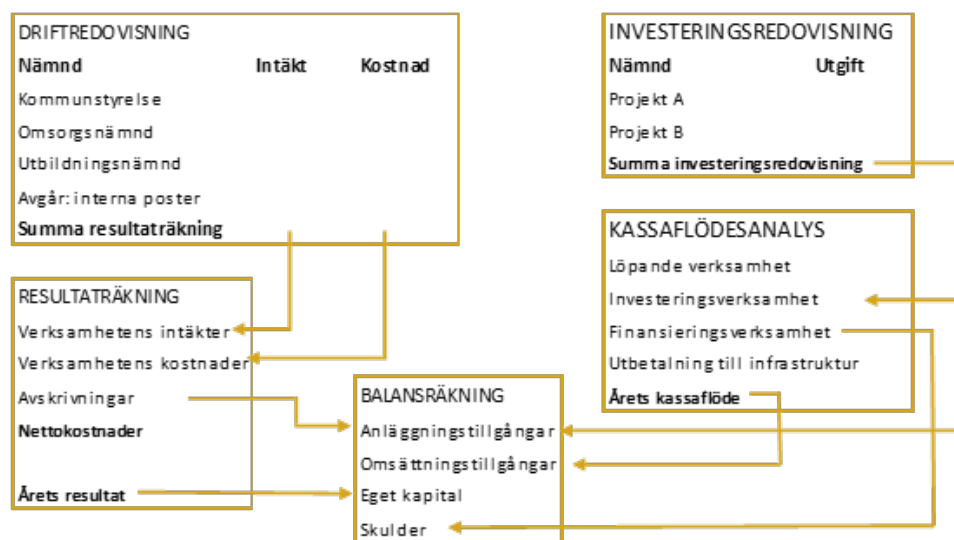 DRIFTREDOVISNING
Nämnd Intäkt Kostnad
Kommunstyrelse
Omsorgsnämnd
Utbildningsnämnd
Avgår: interna poster
Summa resultaträkning
INVESTERINGSREDOVISNING
Nämnd Utgift
Projekt A
Projekt B
Summa investeringsredovisning
RESULTATRÄKNING
Verksamhetens intäkter
Verksamhetens kostnader
Avskrivningar
Nettokostnader
Årets resultat
BALANSRÄKNING
Anläggningstillgångar
Omsättningstillgångar
Eget kapital
Skulder
KASSAFLÖDESANALYS
Löpande verksamhet
Investeringsverksamhet
Finansieringsverksamhet
Utbetalning till infrastruktur
Årets kassaflöde